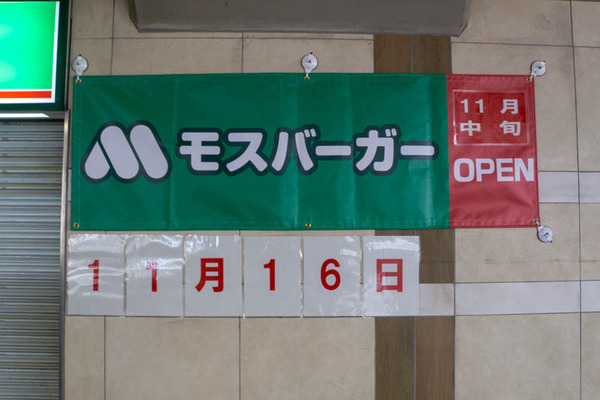 モスバーガー
11月
中旬
OPEN
11月16日